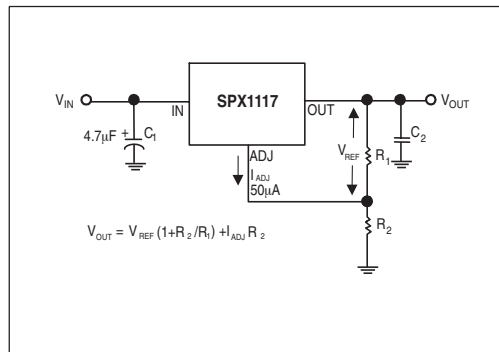 V_IN
IN
SPX1117
OUT
V_OUT
4.7μF + C_1
ADJ
I_ADJ
50μA
V_REF
R_1
C_2
R_2
V_OUT = V_REF (1+R_2/R_1) +I_ADJ R_2